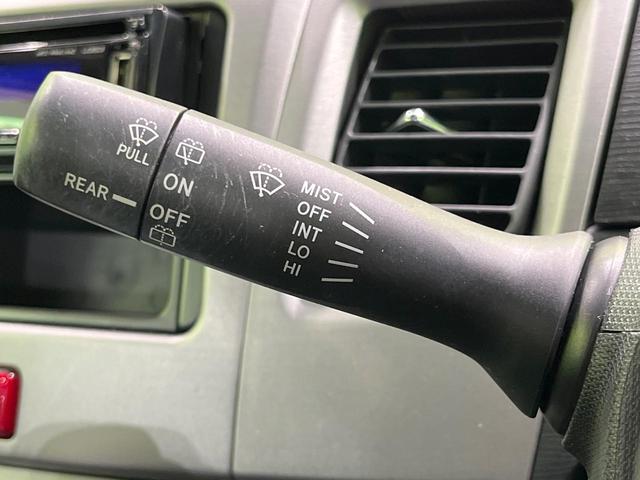 PULL
REAR
ON
OFF
MIST
OFF
INT
LO
HI